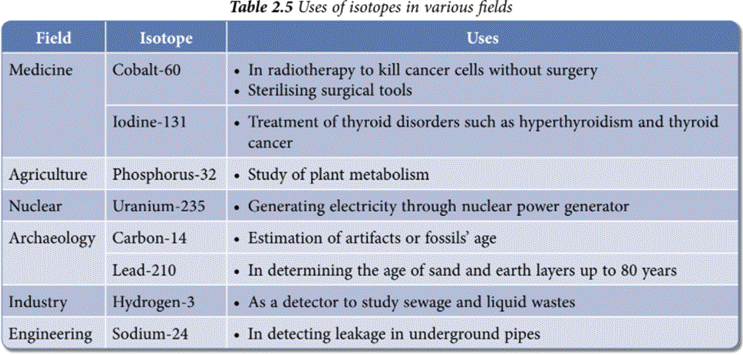 Table 2.5 Uses of isotopes in various fields
Field Isotope Uses
Medicine Cobalt-60 • In radiotherapy to kill cancer cells without surgery
• Sterilising surgical tools
Iodine-131 • Treatment of thyroid disorders such as hyperthyroidism and thyroid
cancer
Agriculture Phosphorus-32 • Study of plant metabolism
Nuclear Uranium-235 • Generating electricity through nuclear power generator
Archaeology Carbon-14 • Estimation of artifacts or fossils’ age
Lead-210 • In determining the age of sand and earth layers up to 80 years
Industry Hydrogen-3 • As a detector to study sewage and liquid wastes
Engineering Sodium-24 • In detecting leakage in underground pipes